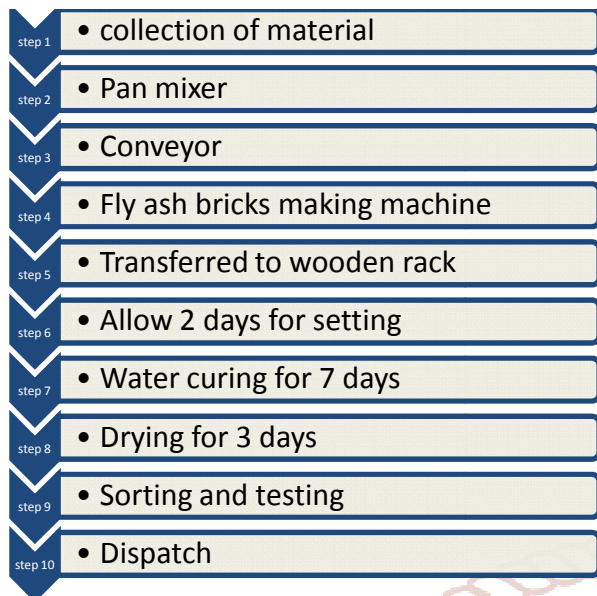 step 1 • collection of material
step 2 • Pan mixer
step 3 • Conveyor
step 4 • Fly ash bricks making machine
step 5 • Transferred to wooden rack
step 6 • Allow 2 days for setting
step 7 • Water curing for 7 days
step 8 • Drying for 3 days
step 9 • Sorting and testing
step 10 • Dispatch